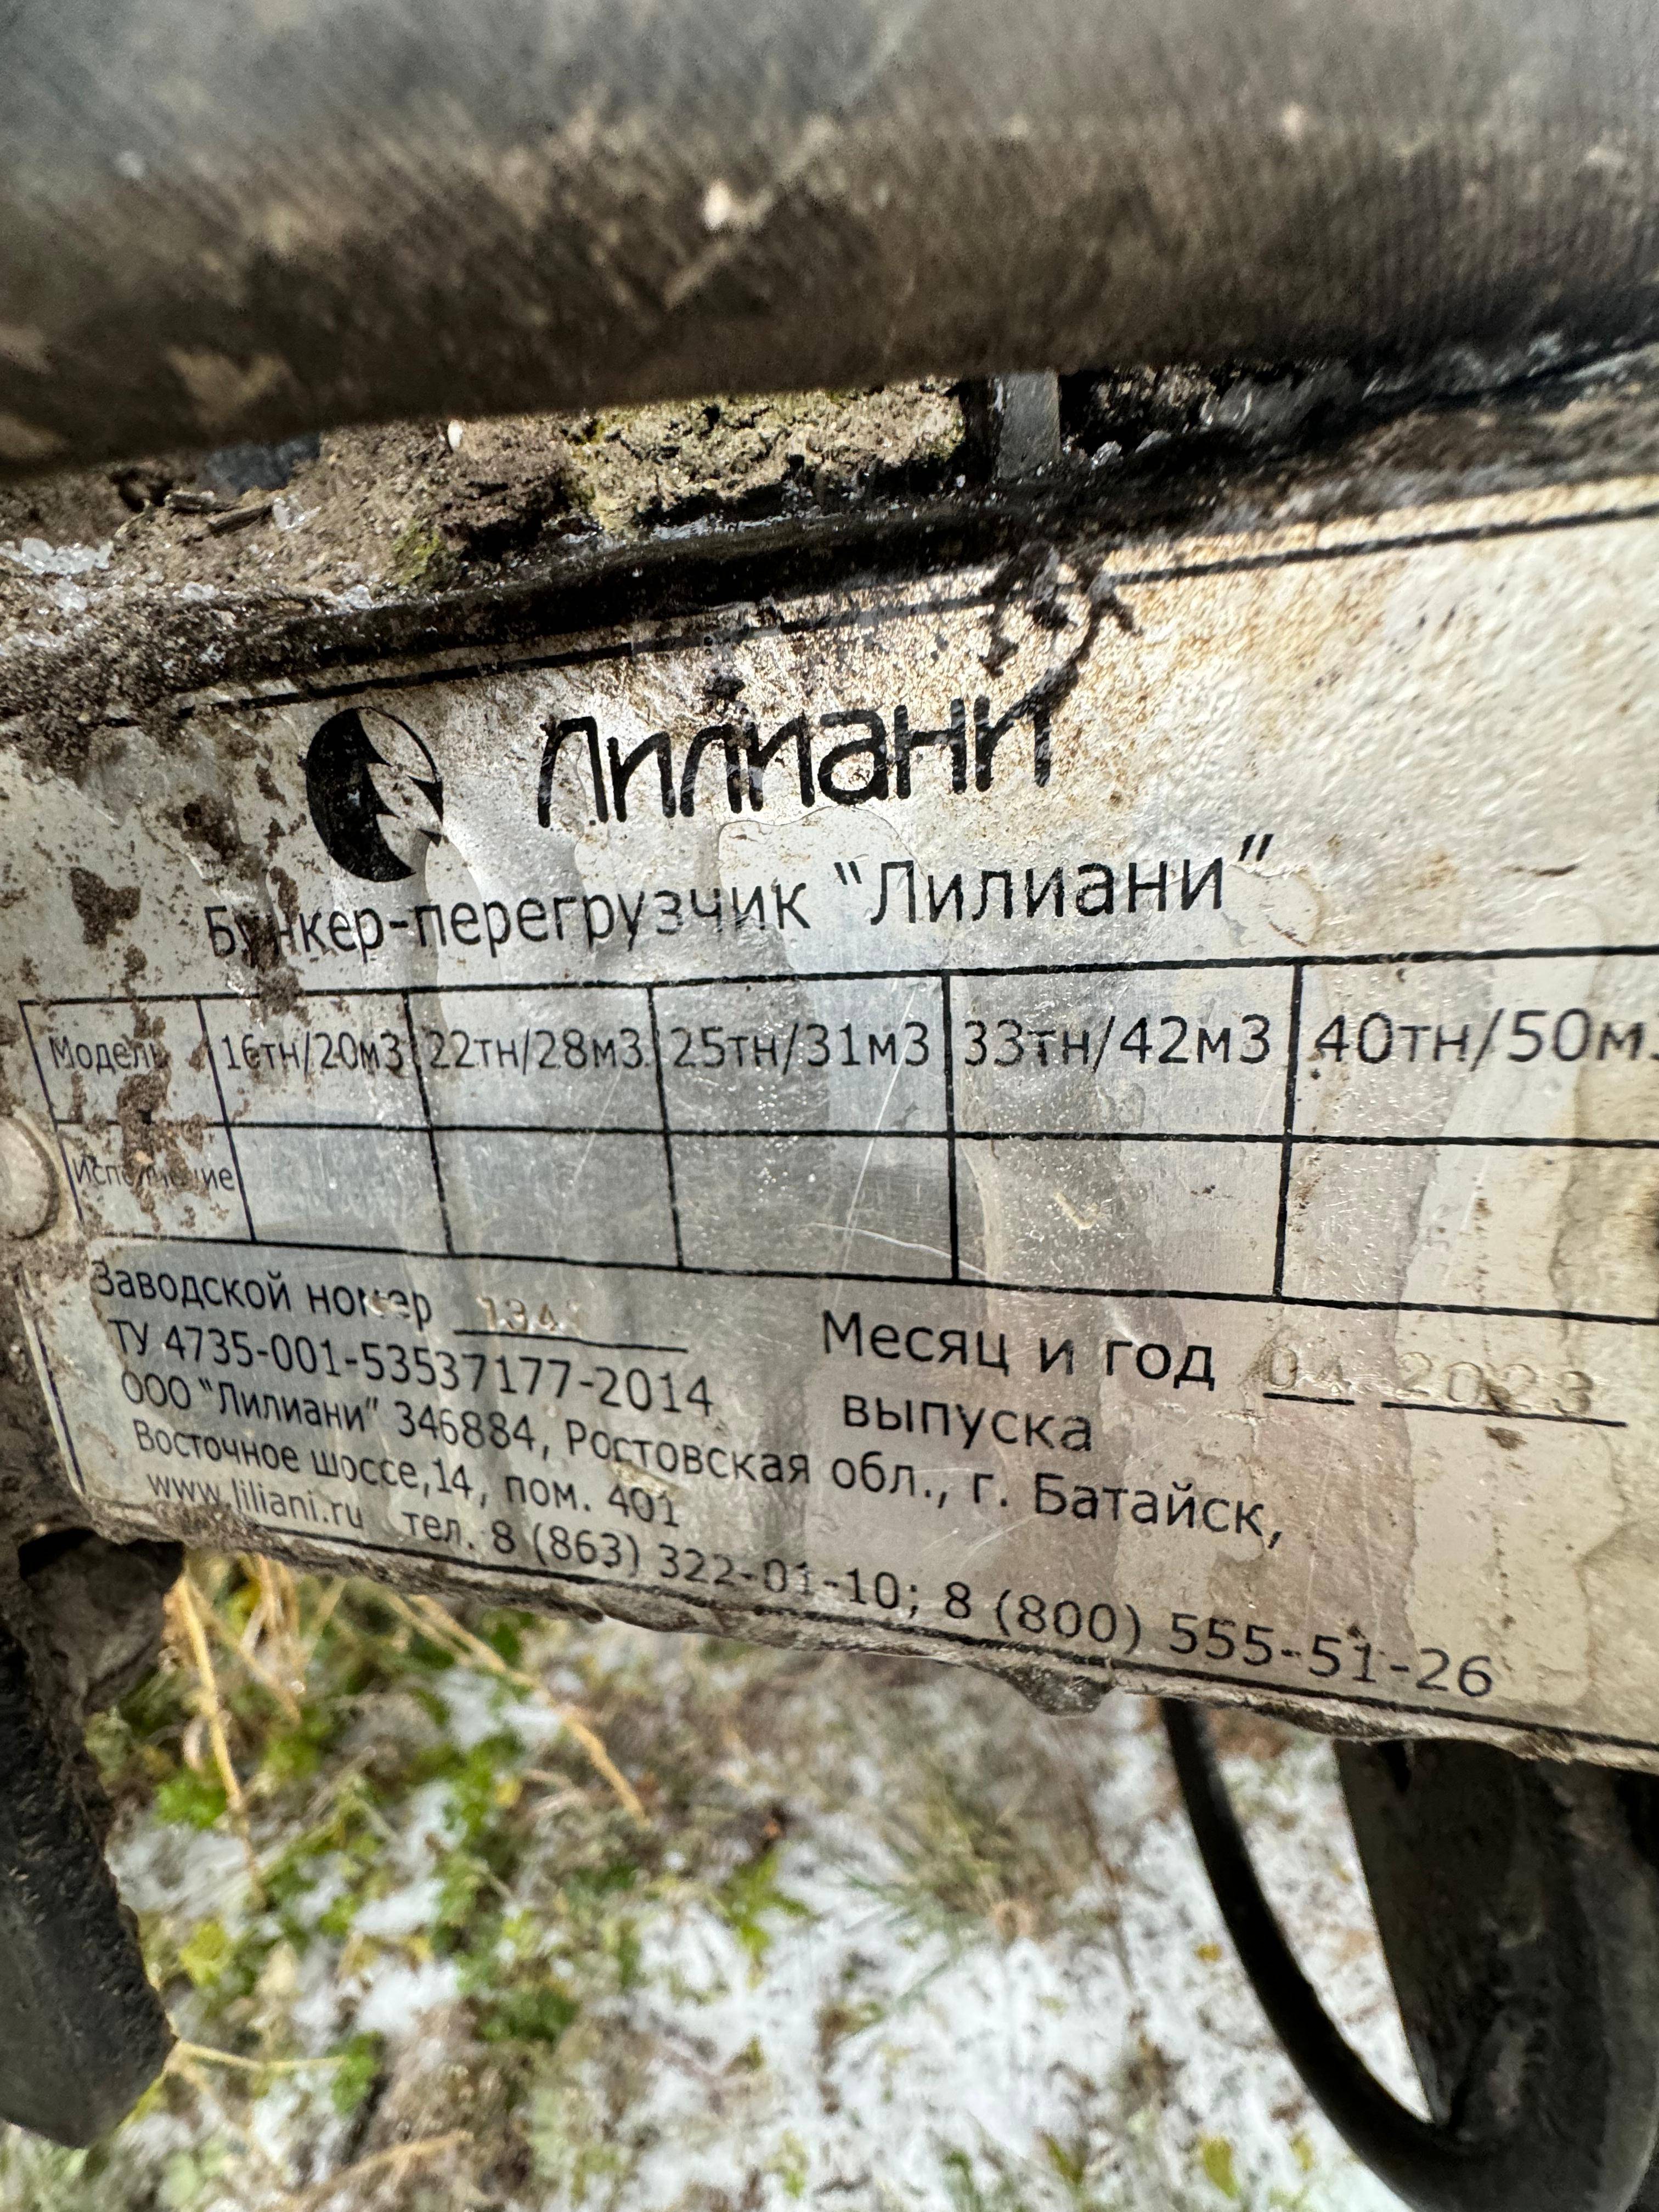 Лилиани
Бункер-перегрузчик "Лилиани"
Модель 16тн/20м3 22тн/28м3 25тн/31м3 33тн/42м3 40тн/50м
Исполнение
Заводской номер Месяц и год 04 2023
ТУ 4735-001-53537177-2014 выпуска
ООО "Лилиани" 346884, Ростовская обл., г. Батайск,
Восточное шоссе,14, пом. 401
www.liliani.ru тел. 8 (863) 322-01-10; 8 (800) 555-51-26